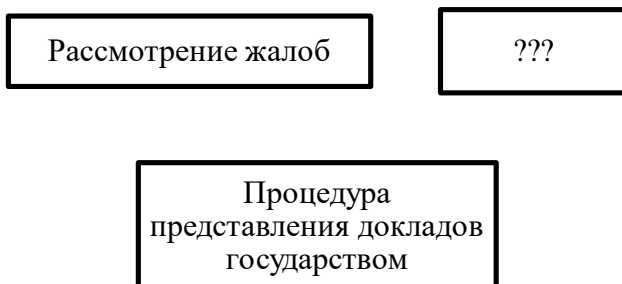 Рассмотрение жалоб
???
Процедура
представления докладов
государством